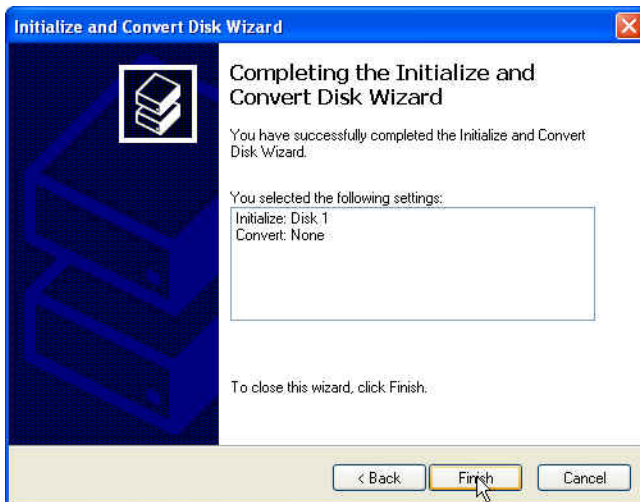 Initialize and Convert Disk Wizard
Completing the Initialize and
Convert Disk Wizard
You have successfully completed the Initialize and Convert
Disk Wizard.
You selected the following settings:
Initialize: Disk 1
Convert: None
To close this wizard, click Finish.
< Back
Finish
Cancel